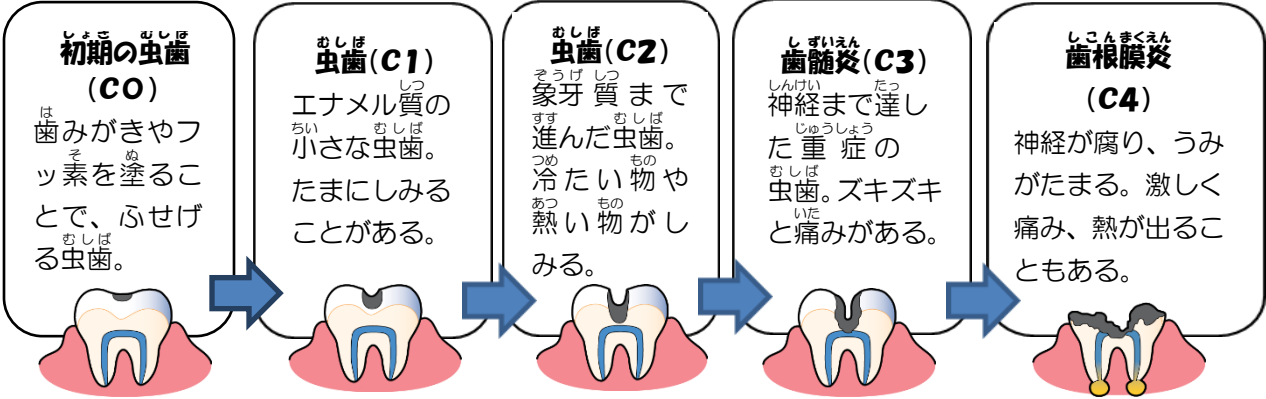 初期の虫歯
(CO)
歯みがきやフ
ッ素を塗るこ
とで、ふせげ
る虫歯。
虫歯(C1)
エナメル質の
小さな虫歯。
たまにしみる
ことがある。
虫歯(C2)
象牙質まで
進んだ虫歯。
冷たい物や
熱い物がし
みる。
歯髄炎(C3)
神経まで達し
た重症の
虫歯。ズキズキ
と痛みがある。
歯根膜炎
(C4)
神経が腐り、うみ
がたまる。激しく
痛み、熱が出るこ
ともある。